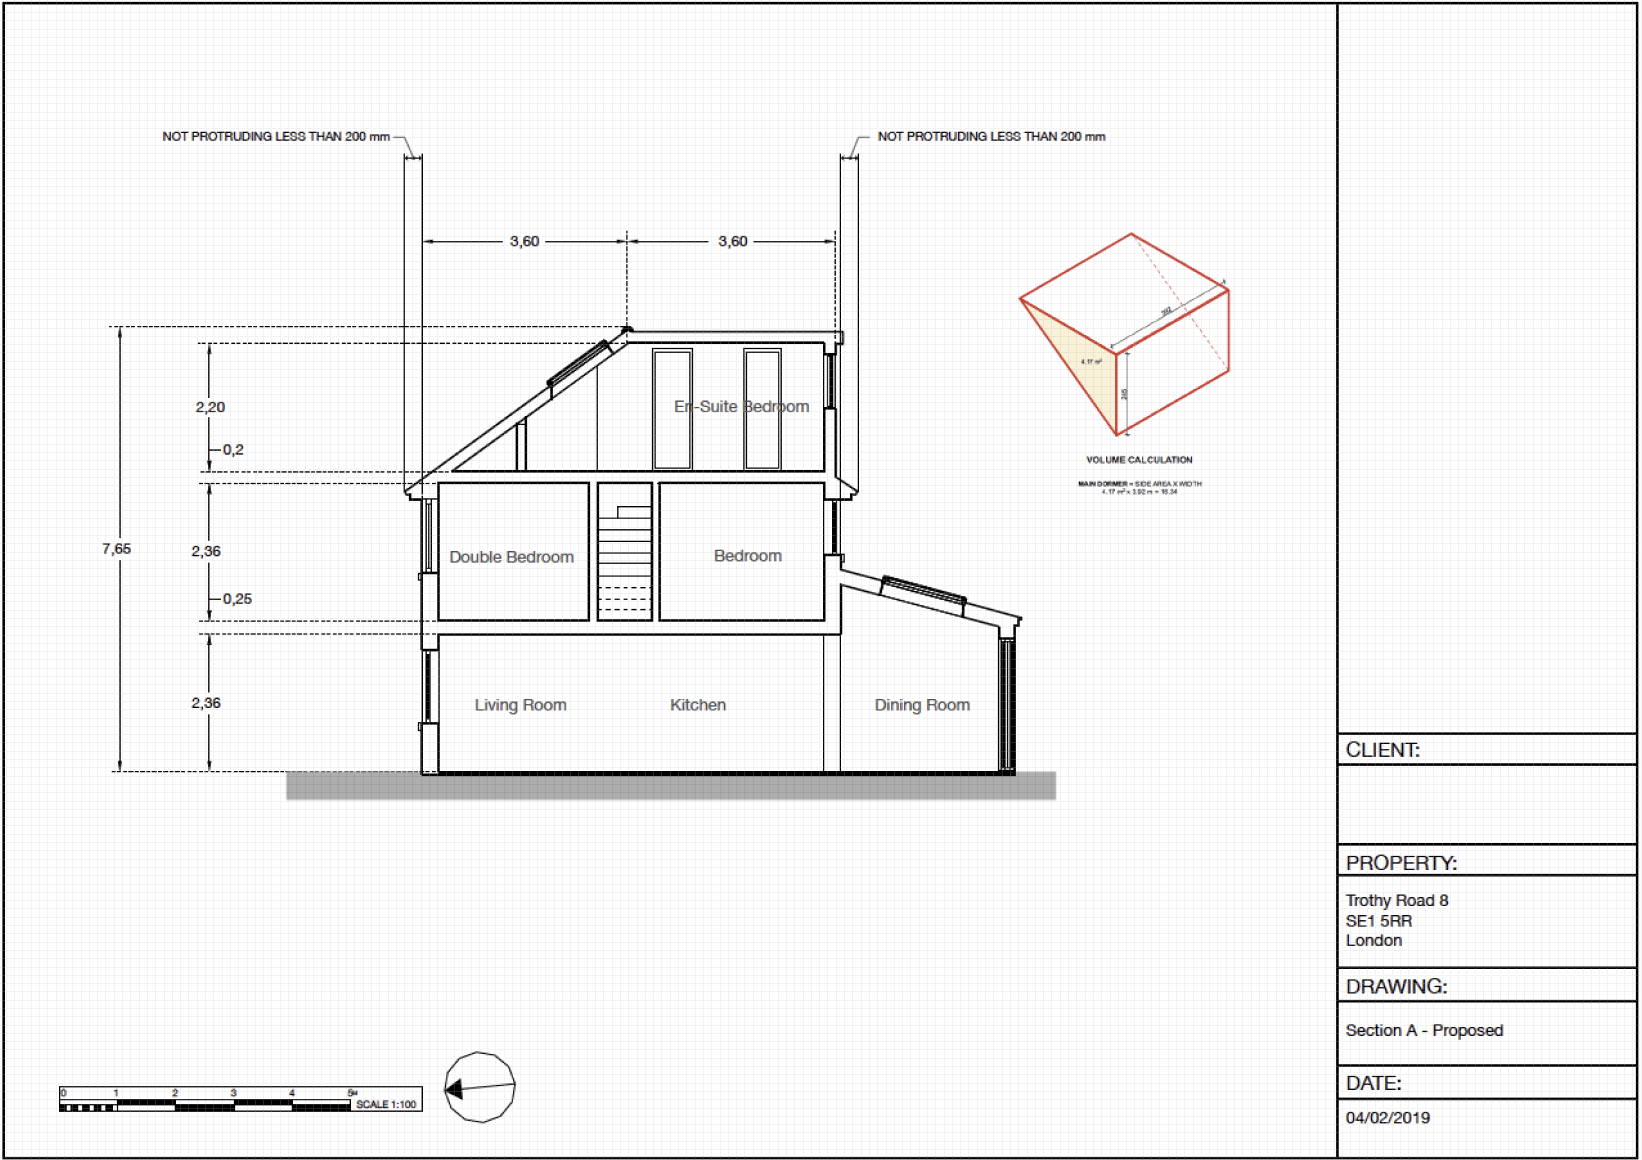 NOT PROTRUDING LESS THAN 200 mm
NOT PROTRUDING LESS THAN 200 mm
3,60
3,60
2,20
0,2
7,65
2,36
0,25
2,36
En-Suite Bedroom
Double Bedroom
Bedroom
Living Room
Kitchen
Dining Room
392
4.17 m²
245
VOLUME CALCULATION
MAIN DORMER = SIDE AREA X WIDTH
4.17 m² x 3.92 m = 16.34
CLIENT:
PROPERTY:
Trothy Road 8
SE1 5RR
London
DRAWING:
Section A - Proposed
DATE:
04/02/2019
0 1 2 3 4 5M
SCALE 1:100